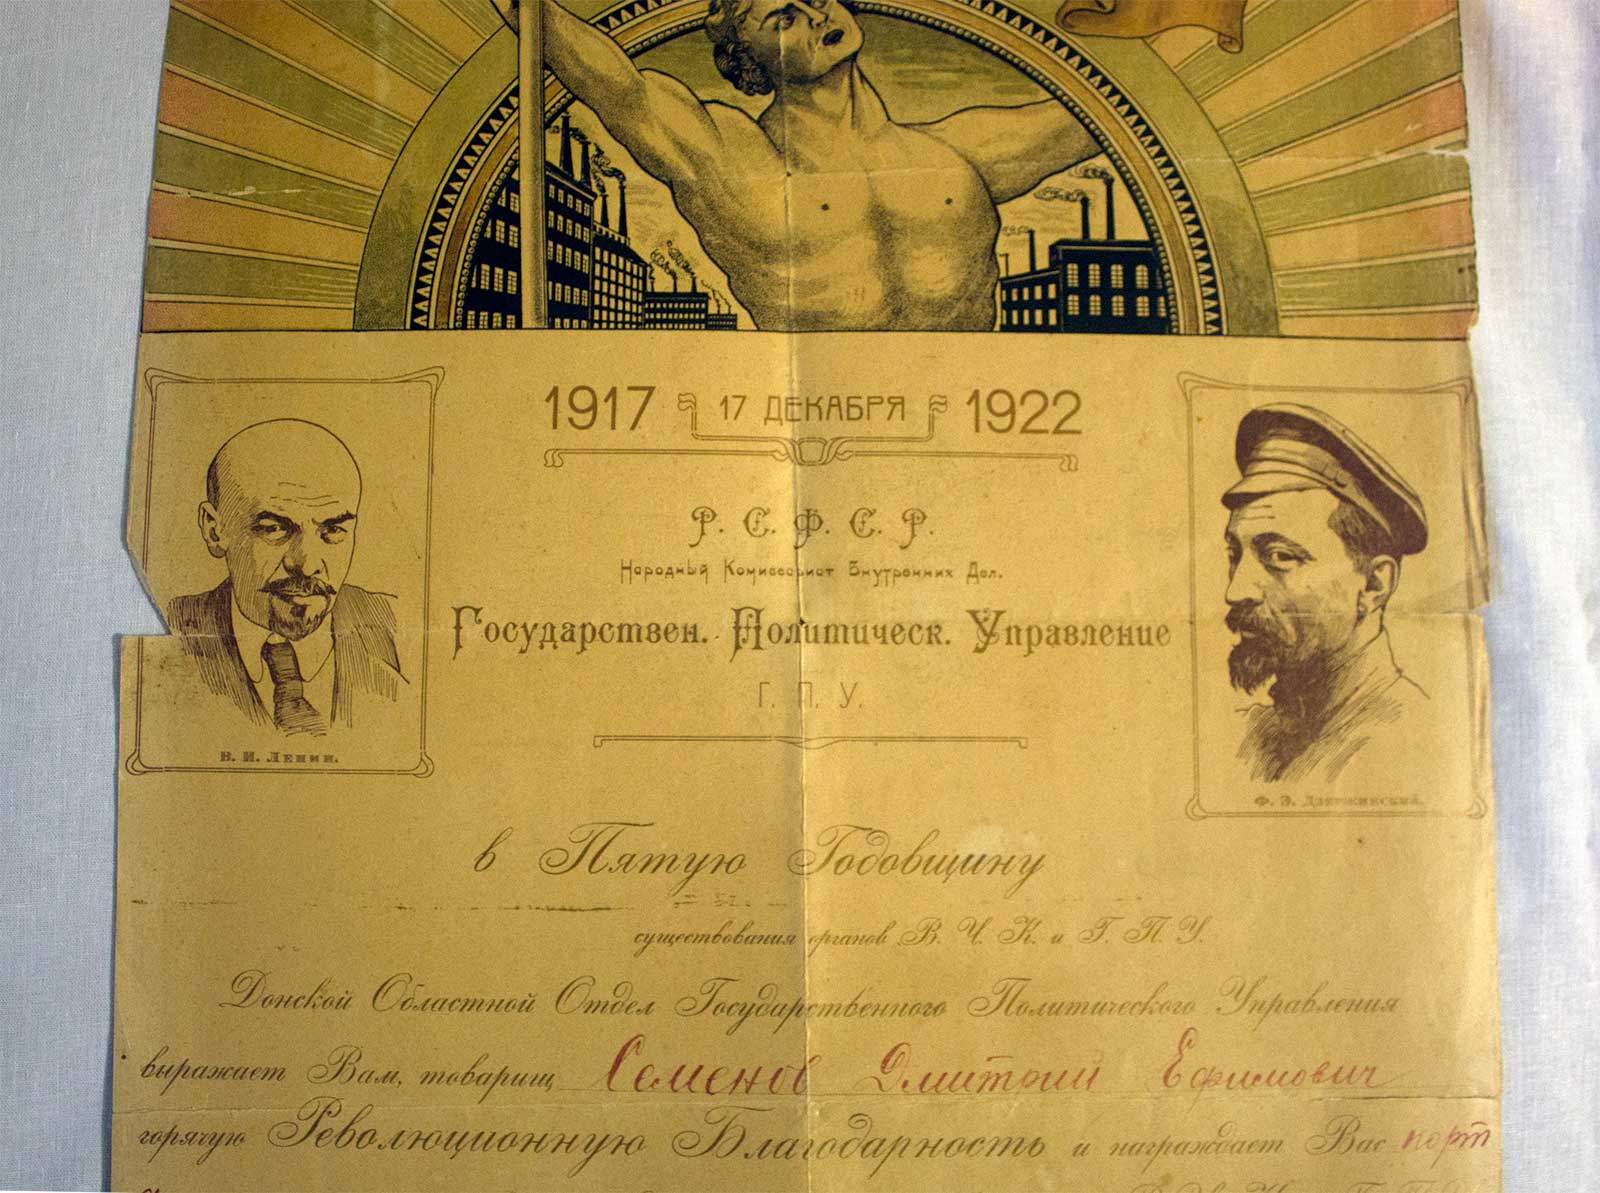 1917 17 ДЕКАБРЯ 1922
Р. С. Ф. С. Р.
Народный Комиссариат Внутренних Дел.
Государствен. Политическ. Управление
Г. П. У.
В. И. Ленин.
Ф. Э. Дзержинский.
в Пятую Годовщину
существования органов В. Ч. К. и Г. П. У.
Донской Областной Отдел Государственного Политического Управления
выражает Вам, товарищ Семенов Дмитрий Ефимович
горячую Революционную Благодарность и награждает Вас порт